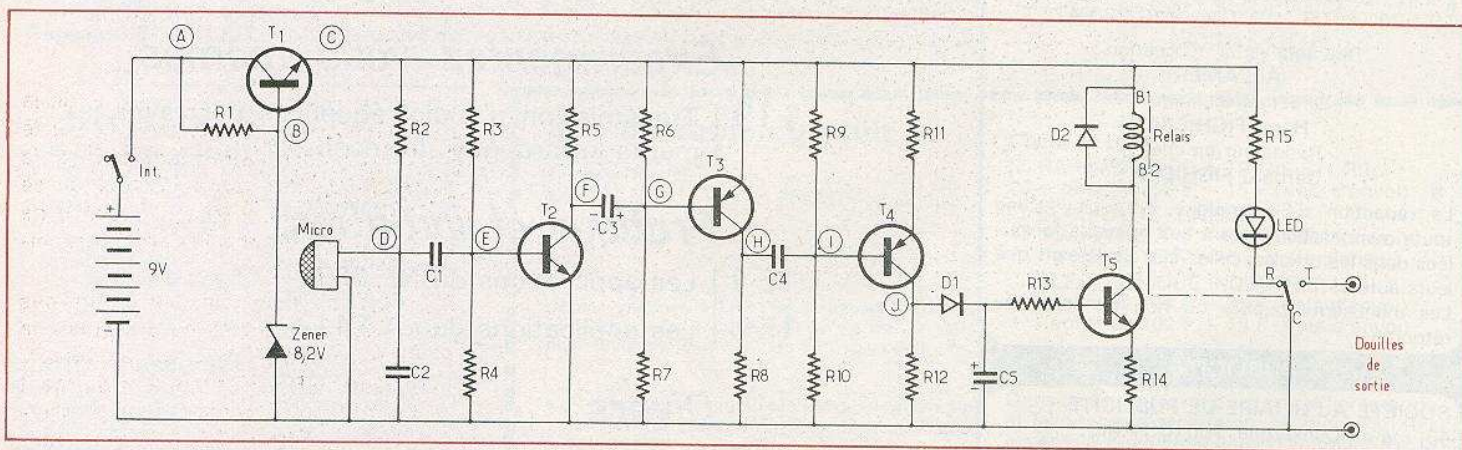 A
T1
C
R1
B
Int.
+
9V
-
Zener
8,2V
Micro
D
R2
C2
C1
R3
E
R4
T2
R5
F
- C3 +
R6
G
R7
T3
H
R8
C4
R9
I
R10
T4
R11
J
R12
D1
+
-
C5
R13
T5
R14
D2
B1
Relais
B2
R15
LED
R
T
C
Douilles
de
sortie